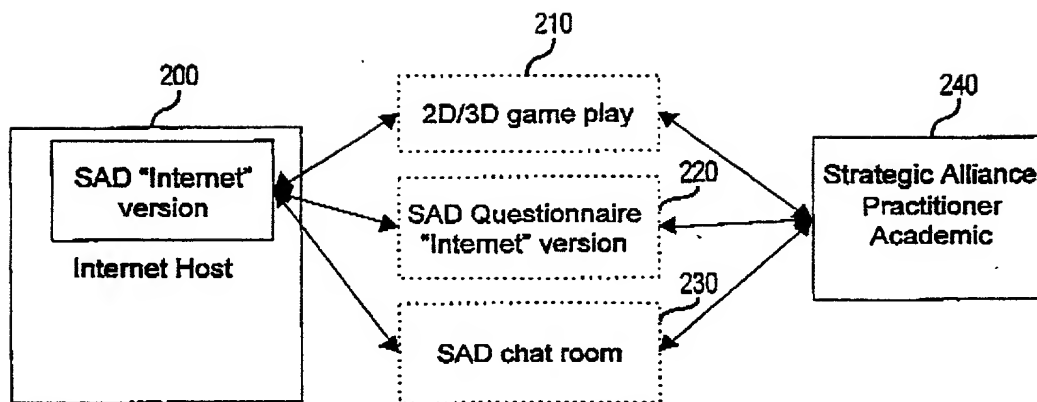 210
200
240
2D/3D game play
SAD "Internet"
version
220
Strategic Alliance
Practitioner
Academic
SAD Questionnaire
"Internet" version
Internet Host
230
SAD chat room